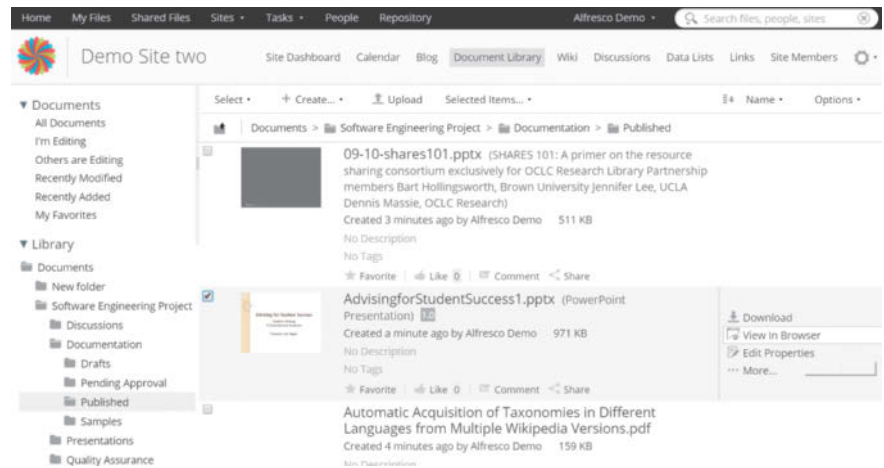 Home My Files Shared Files Sites Tasks People Repository Alfresco Demo Search files, people, sites
Demo Site two Site Dashboard Calendar Blog Document Library Wiki Discussions Data Lists Links Site Members
Documents
All Documents
I'm Editing
Others are Editing
Recently Modified
Recently Added
My Favorites
Library
Documents
New folder
Software Engineering Project
Discussions
Documentation
Drafts
Pending Approval
Published
Samples
Presentations
Quality Assurance
Select + Create... Upload Selected Items... Name Options
Documents > Software Engineering Project > Documentation > Published
09-10-shares101.pptx (SHARES 101: A primer on the resource
sharing consortium exclusively for OCLC Research Library Partnership
members Bart Hollingsworth, Brown University Jennifer Lee, UCLA
Dennis Massie, OCLC Research)
Created 3 minutes ago by Alfresco Demo 511 KB
No Description
No Tags
Favorite Like 0 Comment Share
AdvisingforStudentSuccess1.pptx (PowerPoint
Presentation) 1.0
Created a minute ago by Alfresco Demo 971 KB
No Description
No Tags
Favorite Like 0 Comment Share
Download
View In Browser
Edit Properties
More...
Automatic Acquisition of Taxonomies in Different
Languages from Multiple Wikipedia Versions.pdf
Created 4 minutes ago by Alfresco Demo 159 KB
No Description